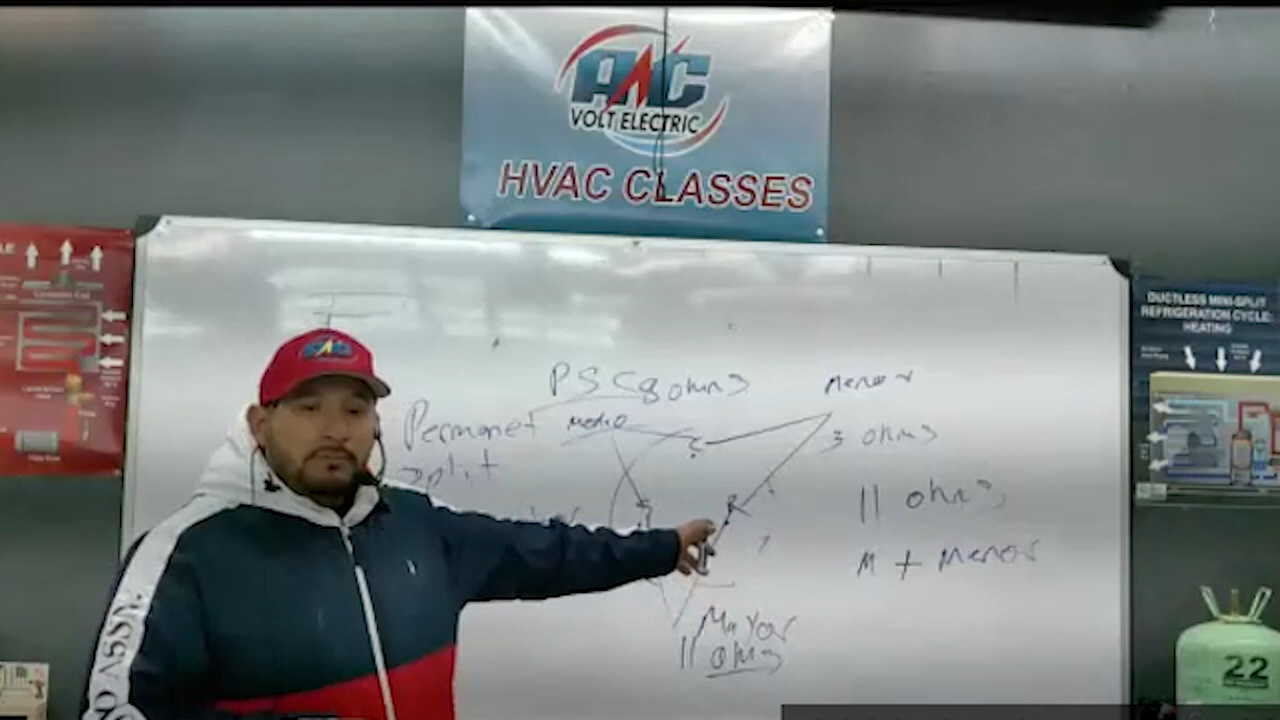 AC
VOLT ELECTRIC
HVAC CLASSES
DUCTLESS MINI-SPLIT
REFRIGERATION CYCLE:
HEATING
PSC 8 ohms
menor
Permanet
medio
split
C
3 ohms
R
11 ohms
M + menor
Mayor
11 ohms
D ASSN.
22